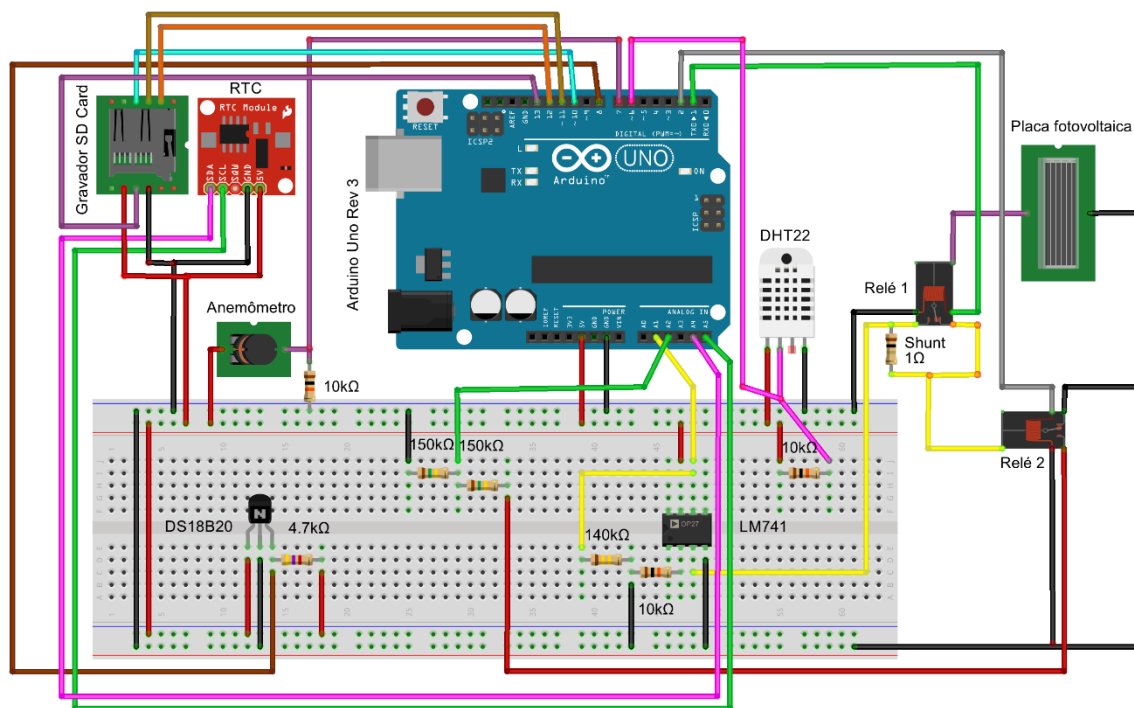 RTC
Gravador SD Card
RTC Module
SDA
SCL
SQW
GND
5V
Anemômetro
10kΩ
Arduino Uno Rev 3
RESET
ICSP2
AREF
GND
13
12
~11
~10
~9
8
7
~6
~5
4
~3
2
TXD ▶ 1
RXD ◀ 0
DIGITAL (PWM=~)
L
TX
RX
Arduino™
UNO
ON
ICSP
1
IOREF
RESET
3V3
5V
GND
GND
VIN
POWER
A0
A1
A2
A3
A4
A5
ANALOG IN
DHT22
Placa fotovoltaica
Relé 1
Shunt
1Ω
Relé 2
150kΩ
150kΩ
10kΩ
DS18B20
N
4.7kΩ
140kΩ
OP27
LM741
10kΩ